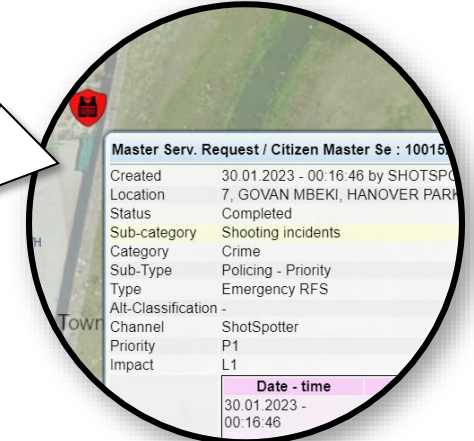 Master Serv. Request / Citizen Master Se : 10015
Created 30.01.2023 - 00:16:46 by SHOTSPO
Location 7, GOVAN MBEKI, HANOVER PARK
Status Completed
Sub-category Shooting incidents
Category Crime
Sub-Type Policing - Priority
Type Emergency RFS
Alt-Classification -
Channel ShotSpotter
Priority P1
Impact L1
Date - time
30.01.2023 -
00:16:46
Town
H